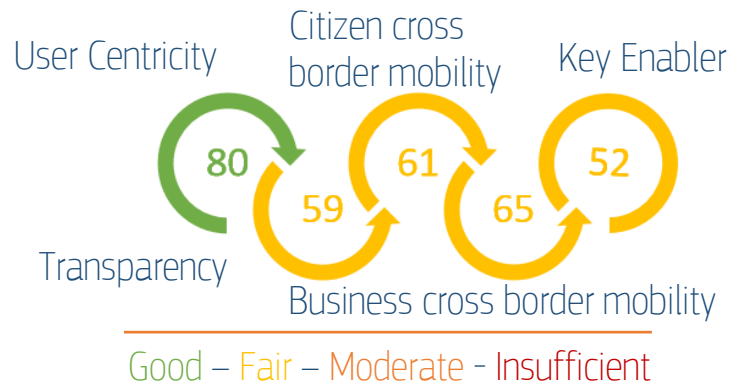 User Centricity
Citizen cross
border mobility
Key Enabler
80
59
61
65
52
Transparency
Business cross border mobility
Good – Fair – Moderate - Insufficient